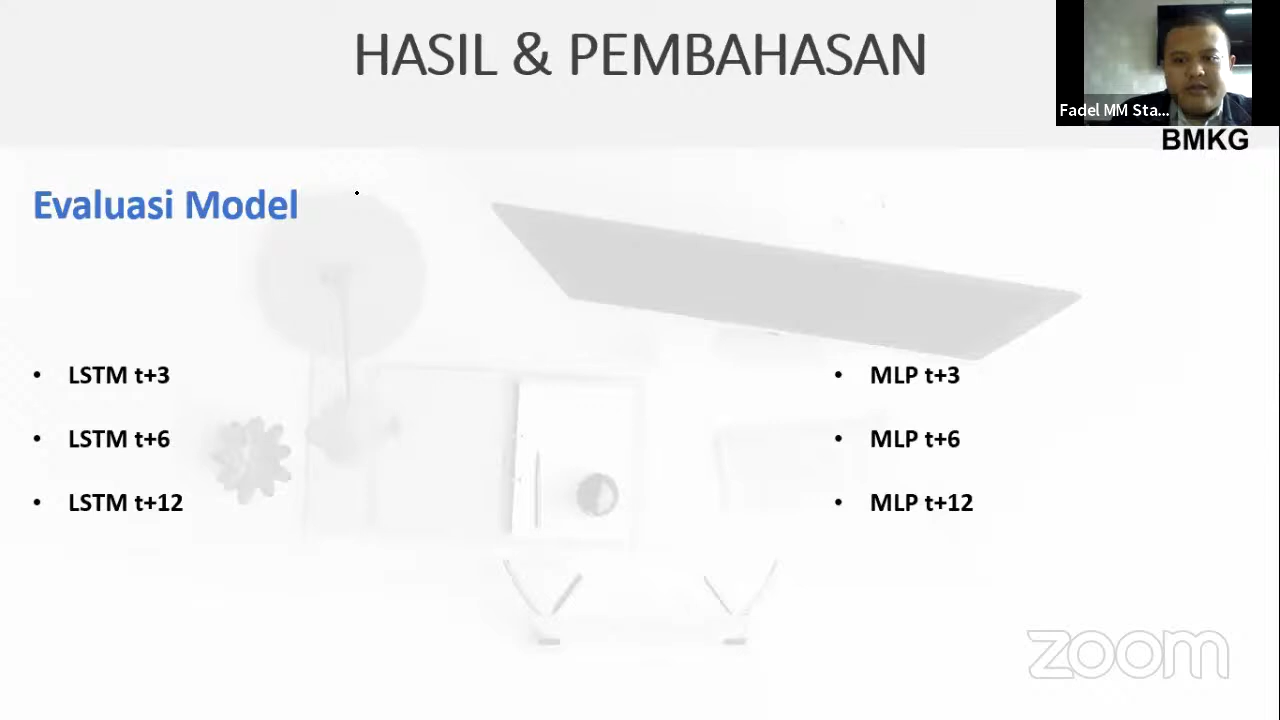 HASIL & PEMBAHASAN
Fadel MM Sta...
BMKG
Evaluasi Model
• LSTM t+3
• LSTM t+6
• LSTM t+12
• MLP t+3
• MLP t+6
• MLP t+12
zoom